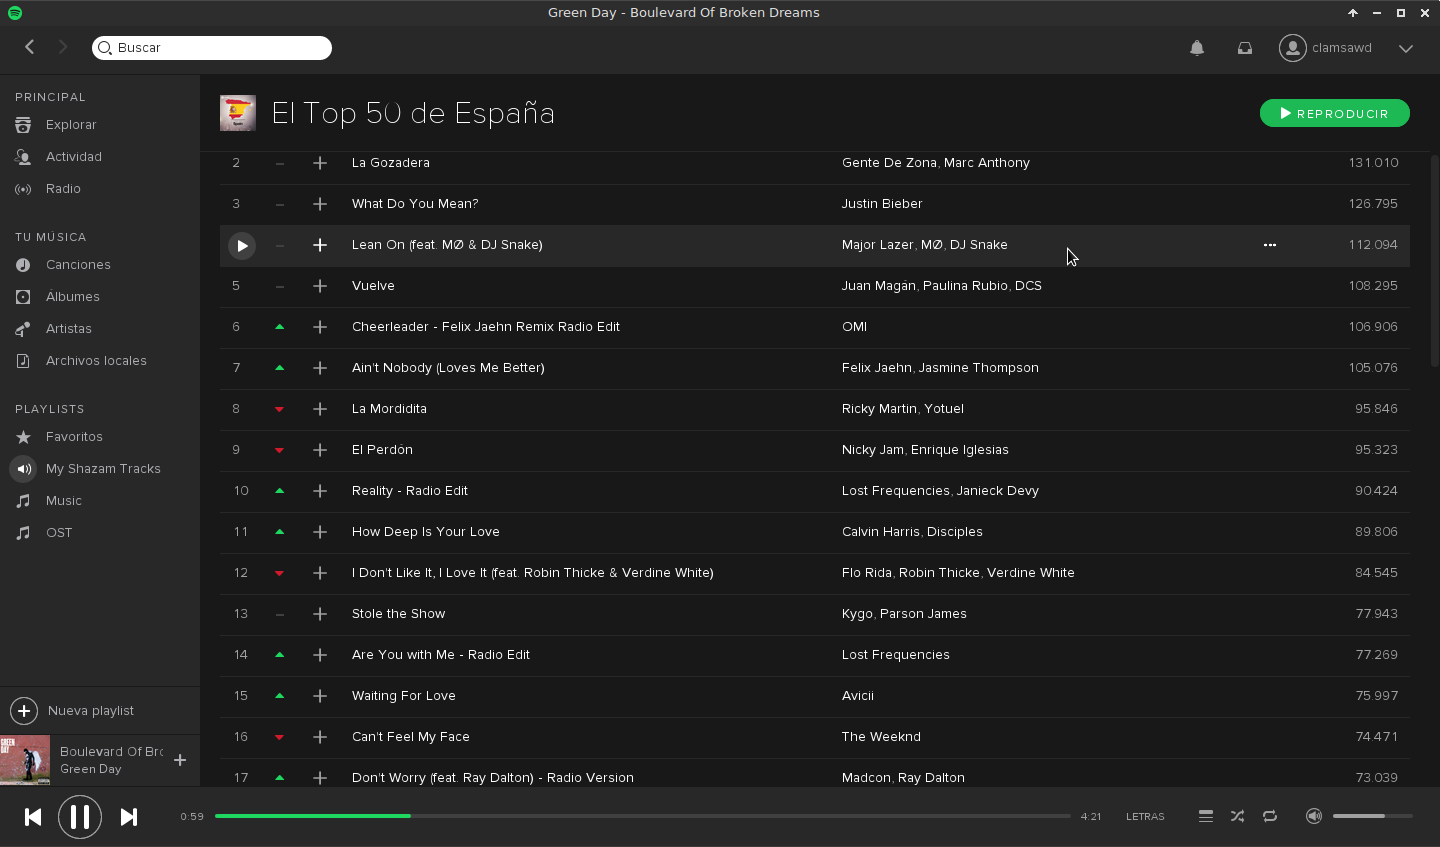 Green Day - Boulevard Of Broken Dreams
Buscar
clamsawd
PRINCIPAL
Explorar
Actividad
Radio
TU MÚSICA
Canciones
Álbumes
Artistas
Archivos locales
PLAYLISTS
Favoritos
My Shazam Tracks
Music
OST
Nueva playlist
Boulevard Of Bro
Green Day
El Top 50 de España
REPRODUCIR
2 – La Gozadera Gente De Zona, Marc Anthony 131.010
3 – What Do You Mean? Justin Bieber 126.795
– Lean On (feat. MØ & DJ Snake) Major Lazer, MØ, DJ Snake ••• 112.094
5 – Vuelve Juan Magán, Paulina Rubio, DCS 108.295
6 Cheerleader - Felix Jaehn Remix Radio Edit OMI 106.906
7 Ain't Nobody (Loves Me Better) Felix Jaehn, Jasmine Thompson 105.076
8 La Mordidita Ricky Martin, Yotuel 95.846
9 El Perdón Nicky Jam, Enrique Iglesias 95.323
10 Reality - Radio Edit Lost Frequencies, Janieck Devy 90.424
11 How Deep Is Your Love Calvin Harris, Disciples 89.806
12 I Don't Like It, I Love It (feat. Robin Thicke & Verdine White) Flo Rida, Robin Thicke, Verdine White 84.545
13 – Stole the Show Kygo, Parson James 77.943
14 Are You with Me - Radio Edit Lost Frequencies 77.269
15 Waiting For Love Avicii 75.997
16 Can't Feel My Face The Weeknd 74.471
17 Don't Worry (feat. Ray Dalton) - Radio Version Madcon, Ray Dalton 73.039
GREEN DAY
0:59
4:21
LETRAS